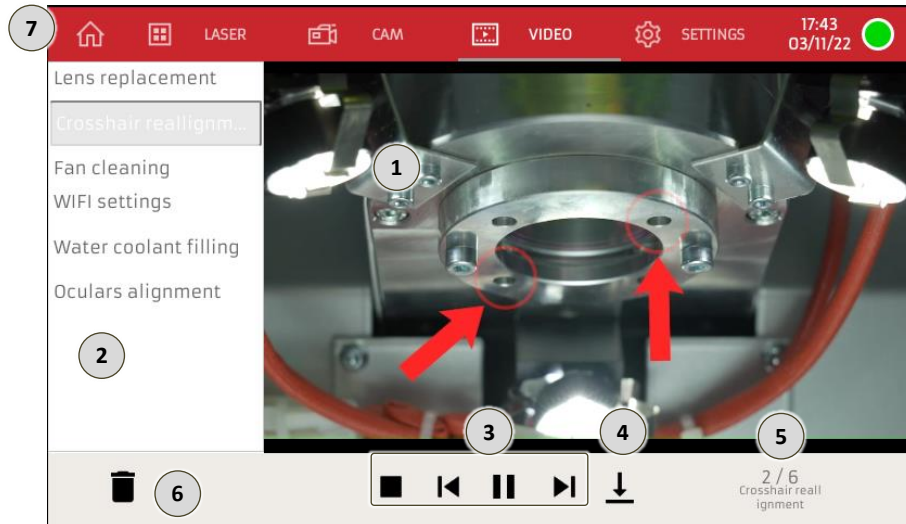 7
LASER
CAM
VIDEO
SETTINGS
17:43
03/11/22
Lens replacement
Crosshair reallignm...
Fan cleaning
WIFI settings
Water coolant filling
Oculars alignment
1
2
3
4
5
6
2 / 6
Crosshair reall
ignment